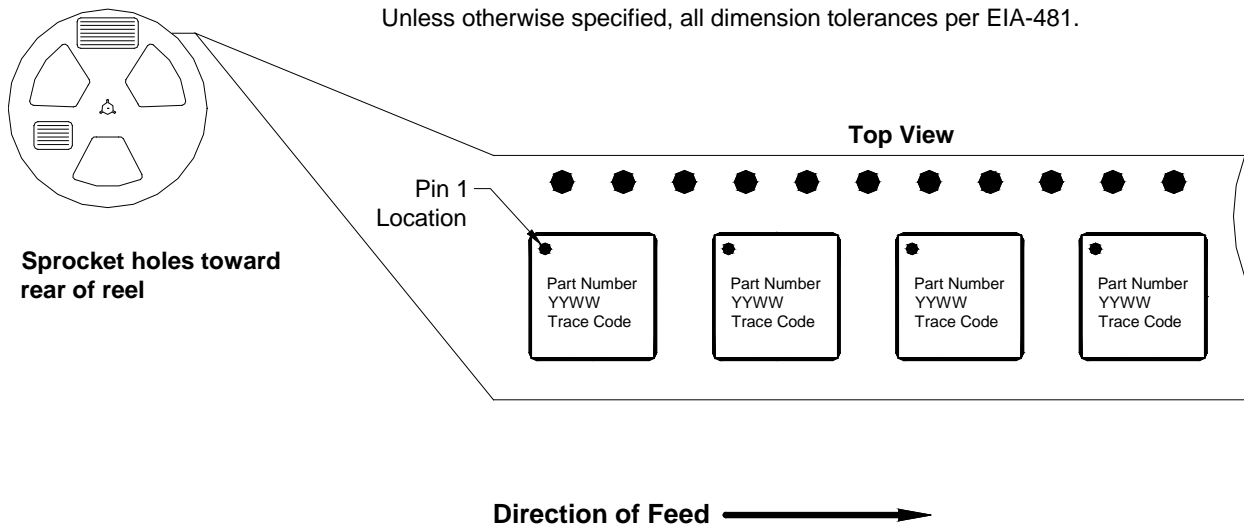 Unless otherwise specified, all dimension tolerances per EIA-481.
Top View
Pin 1
Location
Sprocket holes toward
rear of reel
Part Number
YYWW
Trace Code
Part Number
YYWW
Trace Code
Part Number
YYWW
Trace Code
Part Number
YYWW
Trace Code
Direction of Feed